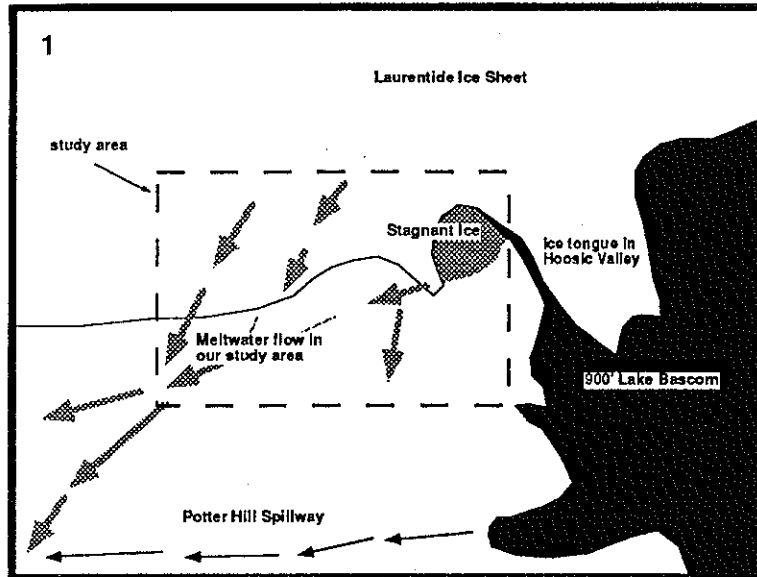 1
Laurentide Ice Sheet
study area
Stagnant Ice
Ice tongue in
Hoosic Valley
Meltwater flow in
our study area
900' Lake Bascom
Potter Hill Spillway